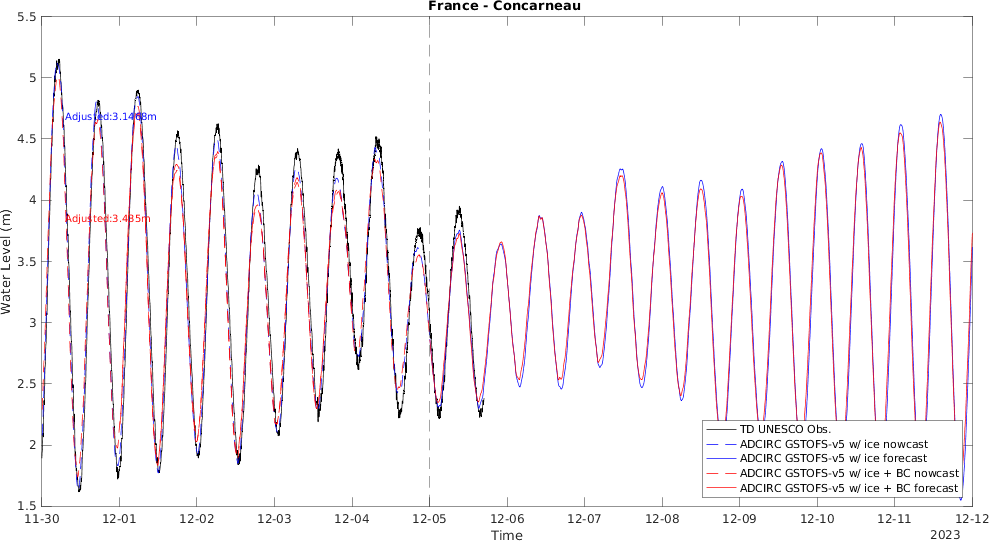 France - Concarneau
5.5
5
4.5
4
3.5
3
2.5
2
1.5
Water Level (m)
Adjusted:3.1468m
Adjusted:3.435m
TD UNESCO Obs.
ADCIRC GSTOFS-v5 w/ ice nowcast
ADCIRC GSTOFS-v5 w/ ice forecast
ADCIRC GSTOFS-v5 w/ ice + BC nowcast
ADCIRC GSTOFS-v5 w/ ice + BC forecast
11-30 12-01 12-02 12-03 12-04 12-05 12-06 12-07 12-08 12-09 12-10 12-11 12-12
Time
2023